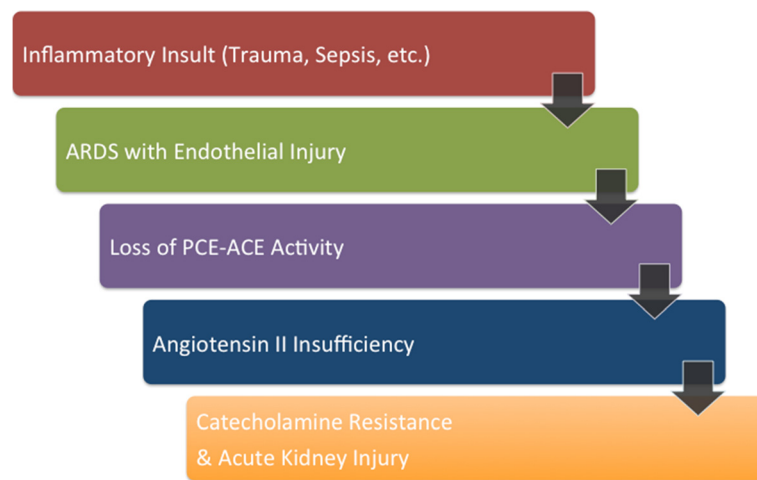 Inflammatory Insult (Trauma, Sepsis, etc.)
ARDS with Endothelial Injury
Loss of PCE-ACE Activity
Angiotensin II Insufficiency
Catecholamine Resistance
& Acute Kidney Injury